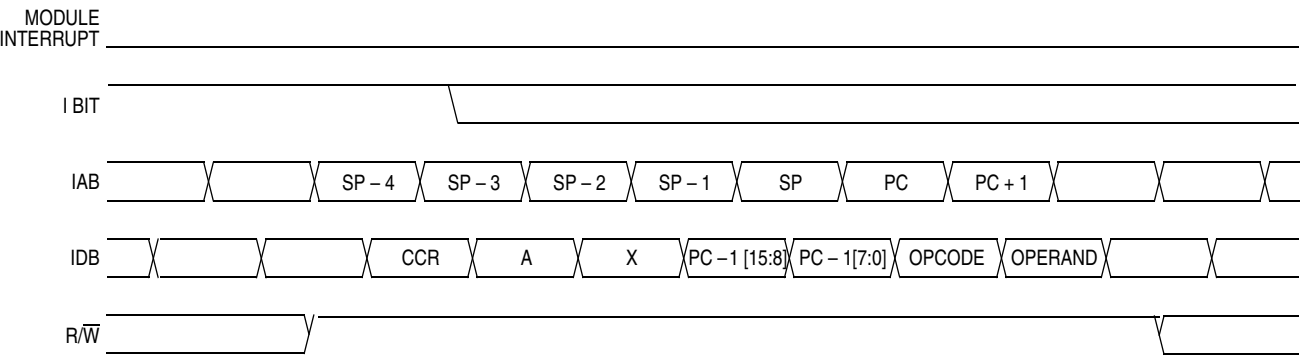 MODULE
INTERRUPT
I BIT
IAB SP – 4 SP – 3 SP – 2 SP – 1 SP PC PC + 1
IDB CCR A X PC –1 [15:8] PC – 1[7:0] OPCODE OPERAND
R/W̅